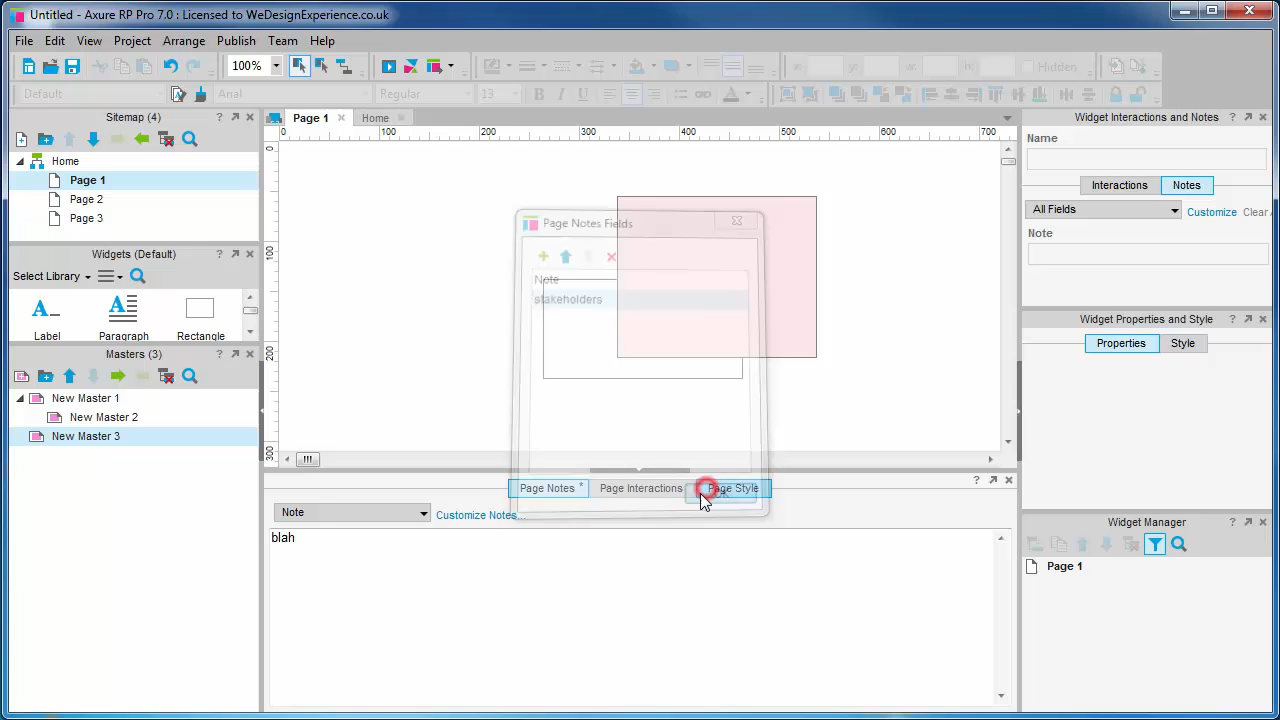 Untitled - Axure RP Pro 7.0 : Licensed to WeDesignExperience.co.uk
File Edit View Project Arrange Publish Team Help
100%
Hidden
Default Arial Regular 13
Sitemap (4)
Home
Page 1
Page 2
Page 3
Widgets (Default)
Select Library
Label Paragraph Rectangle
Masters (3)
New Master 1
New Master 2
New Master 3
Page 1 Home
0 100 200 300 400 500 600 700
0
100
200
300
Page Notes Fields
Note
stakeholders
Page Notes * Page Interactions Page Style
Note Customize Notes...
blah
Widget Interactions and Notes
Name
Interactions Notes
All Fields Customize Clear
Note
Widget Properties and Style
Properties Style
Widget Manager
Page 1